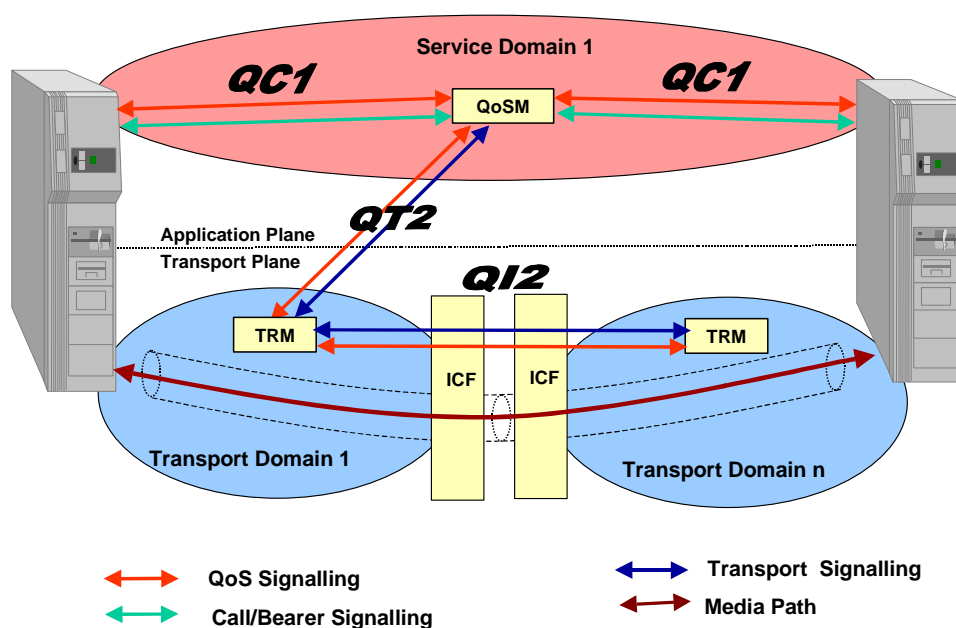 Service Domain 1
QC1
QC1
QoSM
QT2
Application Plane
Transport Plane
QI2
TRM
TRM
ICF
ICF
Transport Domain 1
Transport Domain n
QoS Signalling
Transport Signalling
Call/Bearer Signalling
Media Path